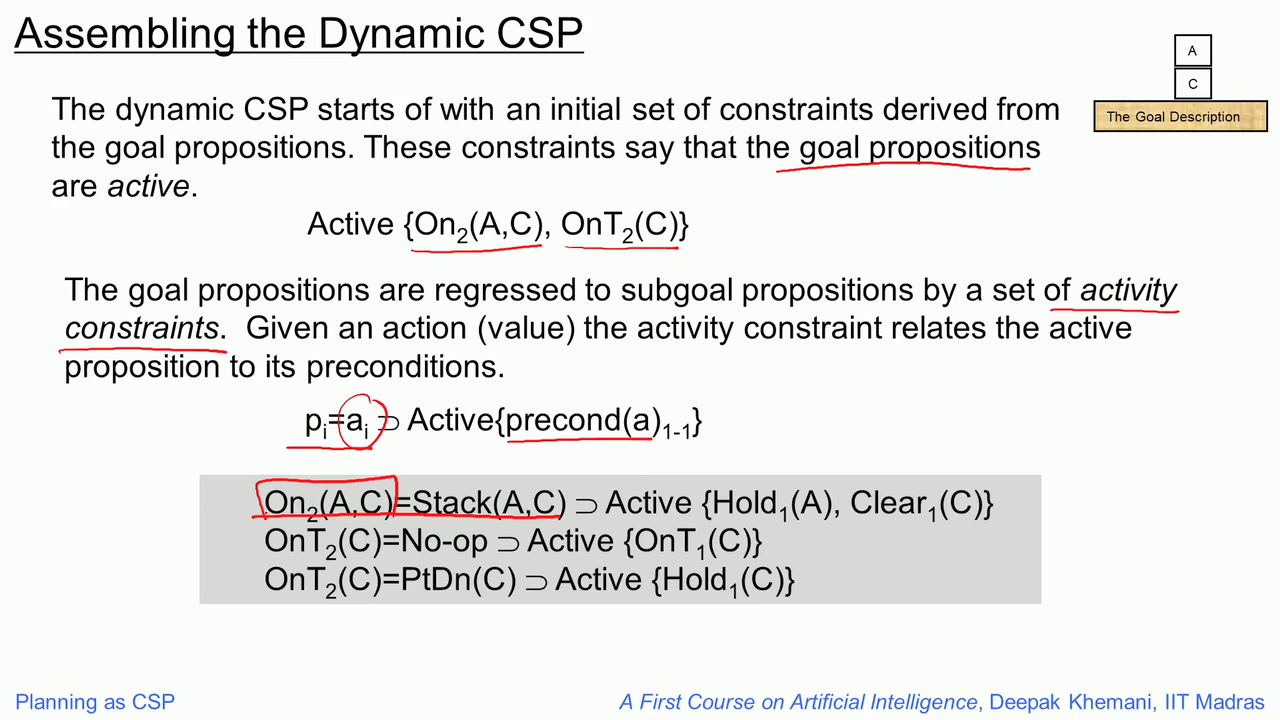 Assembling the Dynamic CSP
A
C
The Goal Description
The dynamic CSP starts of with an initial set of constraints derived from
the goal propositions. These constraints say that the goal propositions
are active.
Active {On₂(A,C), OnT₂(C)}
The goal propositions are regressed to subgoal propositions by a set of activity
constraints. Given an action (value) the activity constraint relates the active
proposition to its preconditions.
pᵢ=aᵢ ⊃ Active{precond(a)₁₋₁}
On₂(A,C)=Stack(A,C) ⊃ Active {Hold₁(A), Clear₁(C)}
OnT₂(C)=No-op ⊃ Active {OnT₁(C)}
OnT₂(C)=PtDn(C) ⊃ Active {Hold₁(C)}
Planning as CSP
A First Course on Artificial Intelligence, Deepak Khemani, IIT Madras